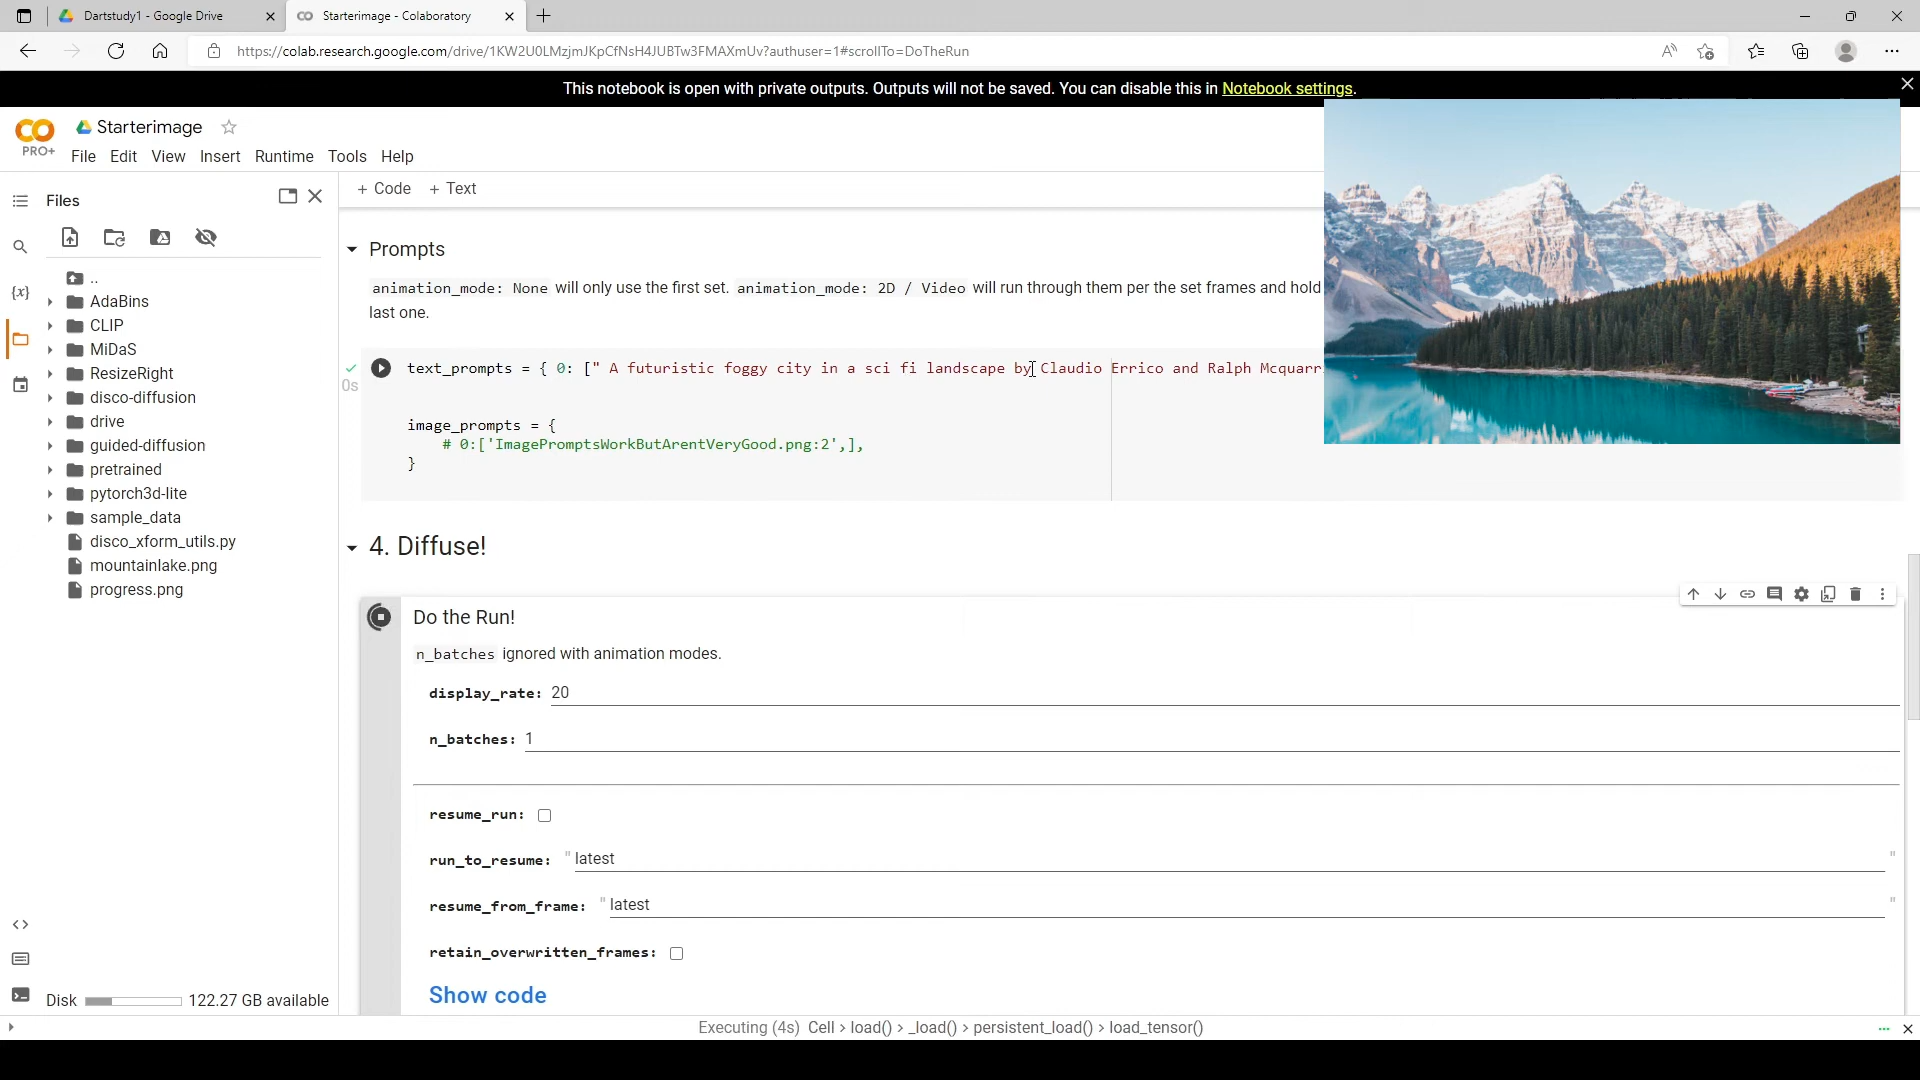 Dartstudy1 - Google Drive
Starterimage - Colaboratory
https://colab.research.google.com/drive/1KW2U0LMzjmJKpCfNsH4JUBTw3FMAXmUv?authuser=1#scrollTo=DoTheRun
This notebook is open with private outputs. Outputs will not be saved. You can disable this in Notebook settings.
Starterimage
PRO+
File Edit View Insert Runtime Tools Help
Files
+ Code + Text
..
AdaBins
CLIP
MiDaS
ResizeRight
disco-diffusion
drive
guided-diffusion
pretrained
pytorch3d-lite
sample_data
disco_xform_utils.py
mountainlake.png
progress.png
Disk 122.27 GB available
Prompts
animation_mode: None will only use the first set. animation_mode: 2D / Video will run through them per the set frames and hold
last one.
0s
text_prompts = { 0: [" A futuristic foggy city in a sci fi landscape by Claudio Errico and Ralph Mcquarr
image_prompts = {
# 0:['ImagePromptsWorkButArentVeryGood.png:2',],
}
4. Diffuse!
Do the Run!
n_batches ignored with animation modes.
display_rate: 20
n_batches: 1
resume_run:
run_to_resume: "latest"
resume_from_frame: "latest"
retain_overwritten_frames:
Show code
Executing (4s) Cell > load() > _load() > persistent_load() > load_tensor()